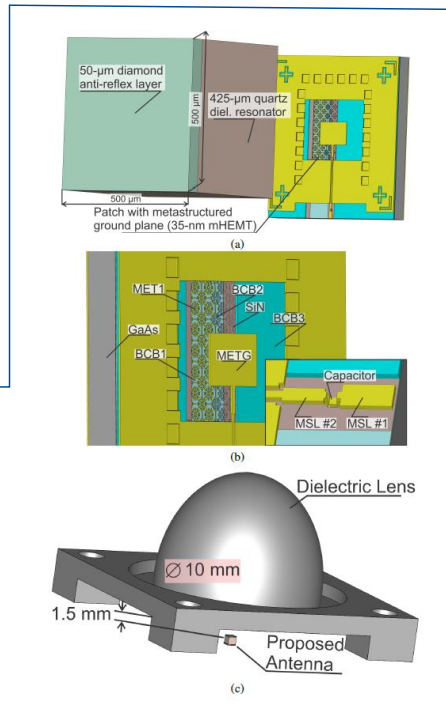 50-µm diamond
anti-reflex layer
500 µm
425-µm quartz
diel. resonator
500 µm
Patch with metastructured
ground plane (35-nm mHEMT)
(a)
MET1
BCB2
SiN
GaAs
BCB3
BCB1
METG
Capacitor
MSL #2
MSL #1
(b)
Dielectric Lens
Ø 10 mm
1.5 mm
Proposed
Antenna
(c)